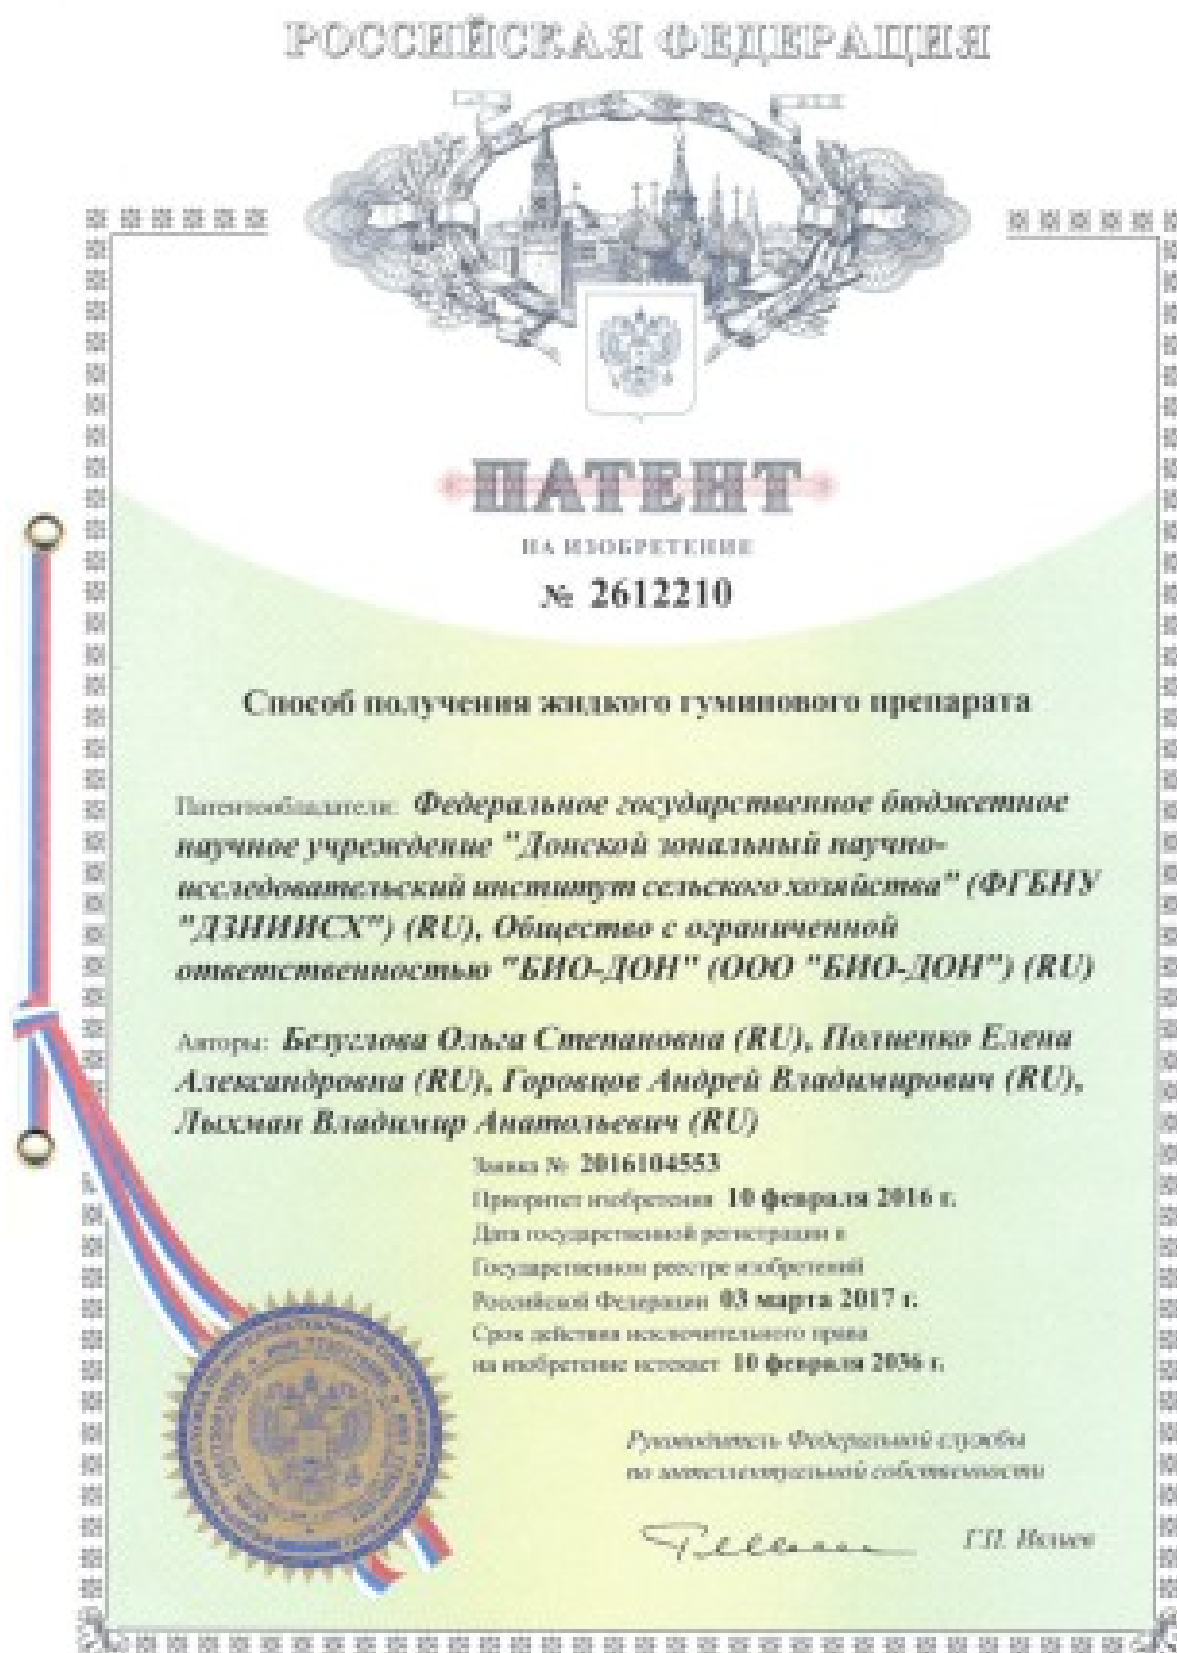 РОССИЙСКАЯ ФЕДЕРАЦИЯ
ПАТЕНТ
НА ИЗОБРЕТЕНИЕ
№ 2612210
Способ получения жидкого гуминового препарата
Патентообладатели: Федеральное государственное бюджетное
научное учреждение "Донской зональный научно-
исследовательский институт сельского хозяйства" (ФГБНУ
"ДЗНИИСХ") (RU), Общество с ограниченной
ответственностью "БИО-ДОН" (ООО "БИО-ДОН") (RU)
Авторы: Безуглова Ольга Степановна (RU), Полиенко Елена
Александровна (RU), Горовцов Андрей Владимирович (RU),
Лыхман Владимир Анатольевич (RU)
Заявка № 2016104553
Приоритет изобретения 10 февраля 2016 г.
Дата государственной регистрации в
Государственном реестре изобретений
Российской Федерации 03 марта 2017 г.
Срок действия исключительного права
на изобретение истекает 10 февраля 2036 г.
Руководитель Федеральной службы
по интеллектуальной собственности
Г.П. Ивлиев